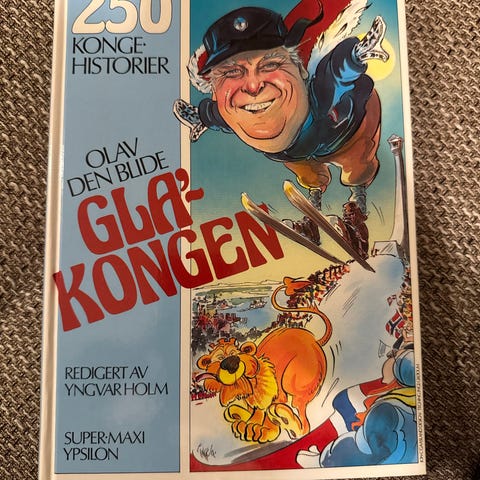 250
KONGE-
HISTORIER
OLAV
DEN BLIDE
GLA'-
KONGEN
REDIGERT AV
YNGVAR HOLM
SUPER-MAXI
YPSILON